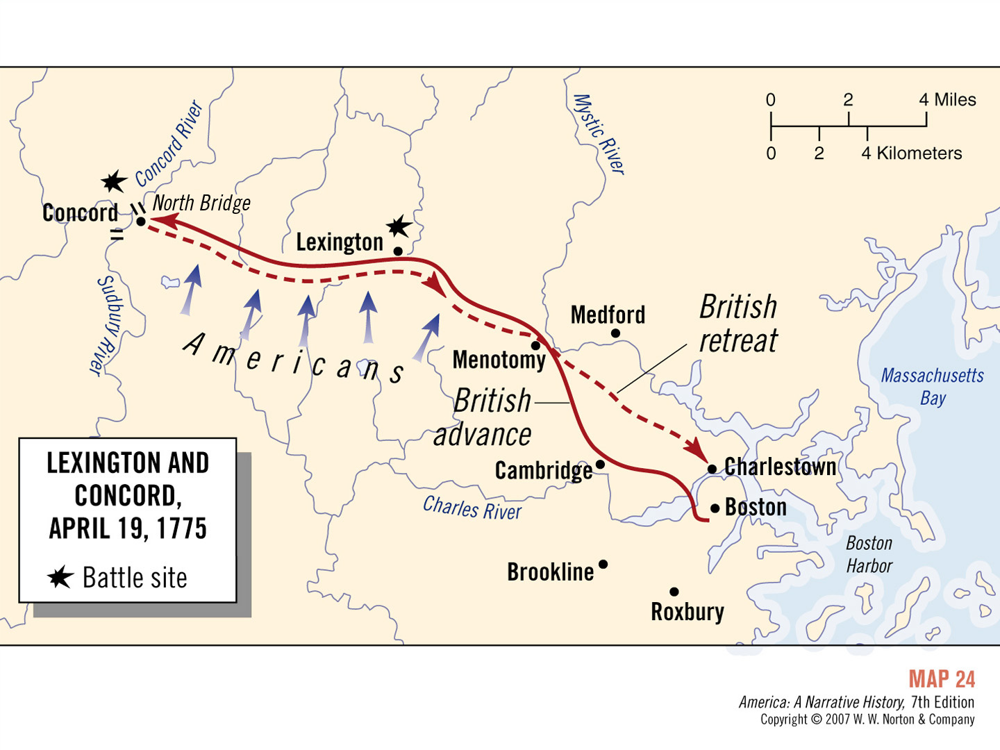 0 2 4 Miles
0 2 4 Kilometers
Mystic River
Concord River
North Bridge
Concord
Lexington
Sudbury River
Americans
Medford
British
retreat
Menotomy
British
advance
Massachusetts
Bay
Cambridge
Charlestown
Charles River
Boston
Boston
Harbor
Brookline
Roxbury
LEXINGTON AND
CONCORD,
APRIL 19, 1775
Battle site
MAP 24
America: A Narrative History, 7th Edition
Copyright © 2007 W. W. Norton & Company